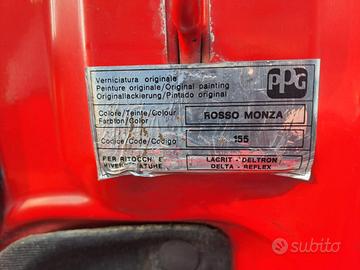 Verniciatura originale
Peinture originale/Original painting
Originallackierung/Pintado original
PPG
Colore/Teinte/Colour
Farbton/Color
ROSSO MONZA
Codice/Code/Codigo
155
PER RITOCCHI E
LACRIT - DELTRON
DELTA - REFLEX
subito